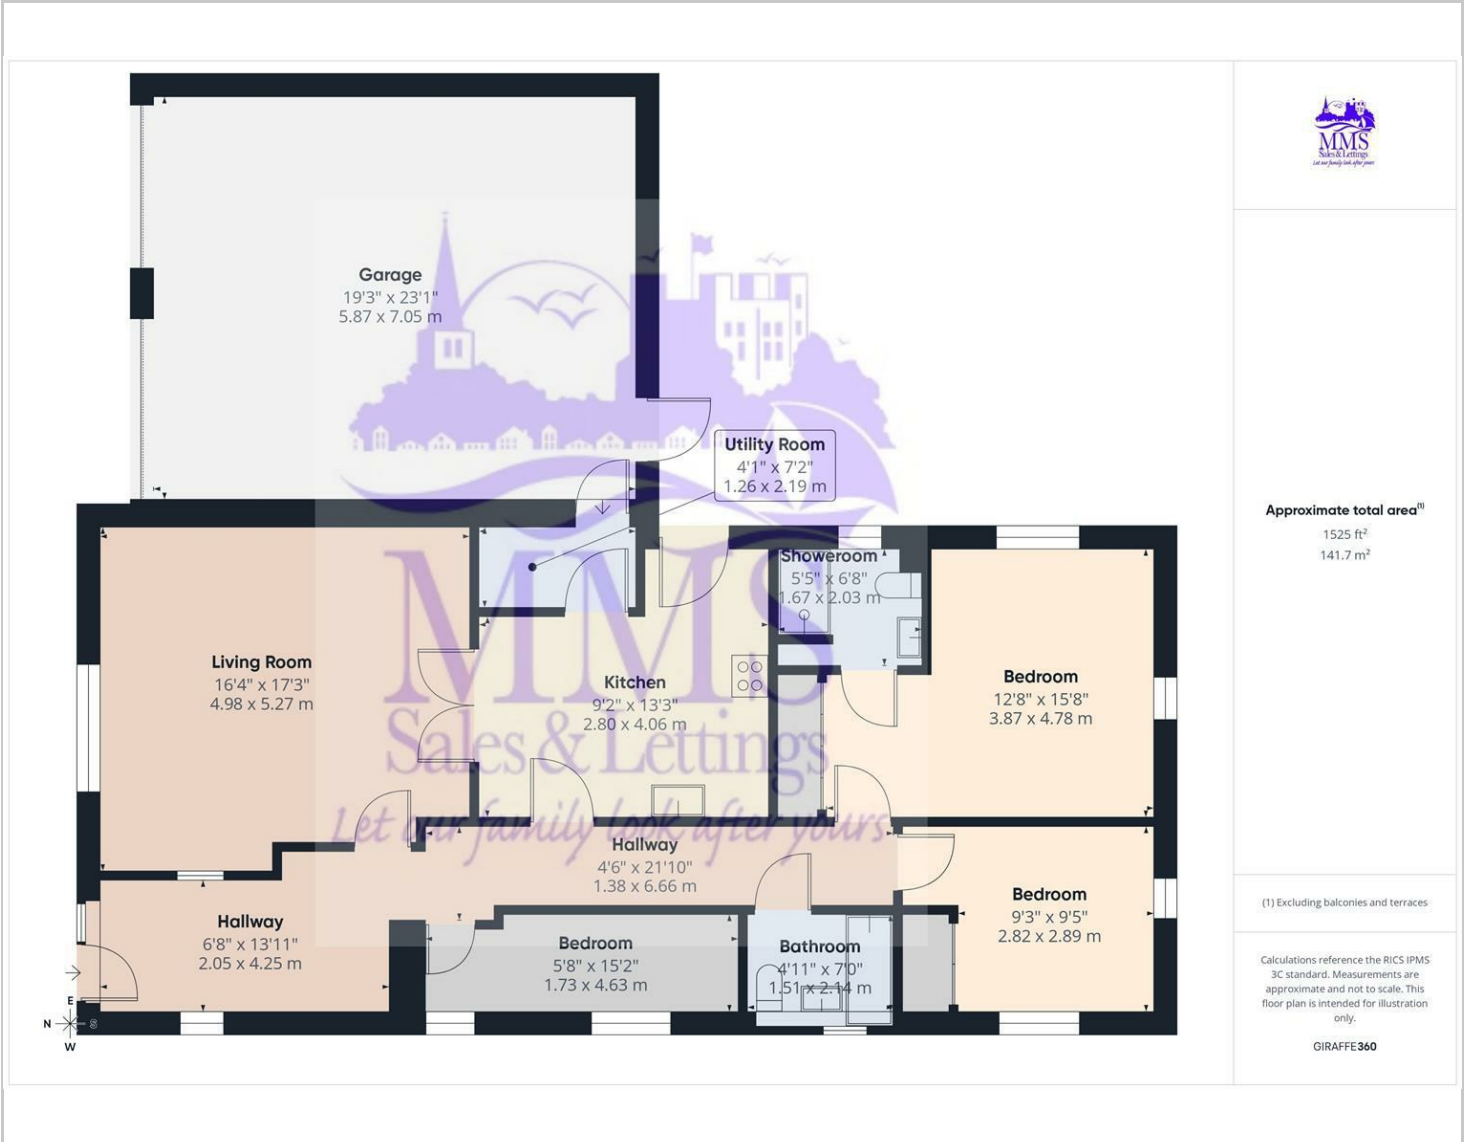 MMS
Sales & Lettings
Let our family look after yours
Garage
19'3" x 23'1"
5.87 x 7.05 m
Utility Room
4'1" x 7'2"
1.26 x 2.19 m
Showeroom
5'5" x 6'8"
1.67 x 2.03 m
Living Room
16'4" x 17'3"
4.98 x 5.27 m
Kitchen
9'2" x 13'3"
2.80 x 4.06 m
Bedroom
12'8" x 15'8"
3.87 x 4.78 m
MMS
Sales & Lettings
Let our family look after yours
Hallway
4'6" x 21'10"
1.38 x 6.66 m
Hallway
6'8" x 13'11"
2.05 x 4.25 m
Bedroom
5'8" x 15'2"
1.73 x 4.63 m
Bathroom
4'11" x 7'0"
1.51 x 2.14 m
Bedroom
9'3" x 9'5"
2.82 x 2.89 m
E
N S
W
Approximate total area(1)
1525 ft²
141.7 m²
(1) Excluding balconies and terraces
Calculations reference the RICS IPMS
3C standard. Measurements are
approximate and not to scale. This
floor plan is intended for illustration
only.
GIRAFFE360